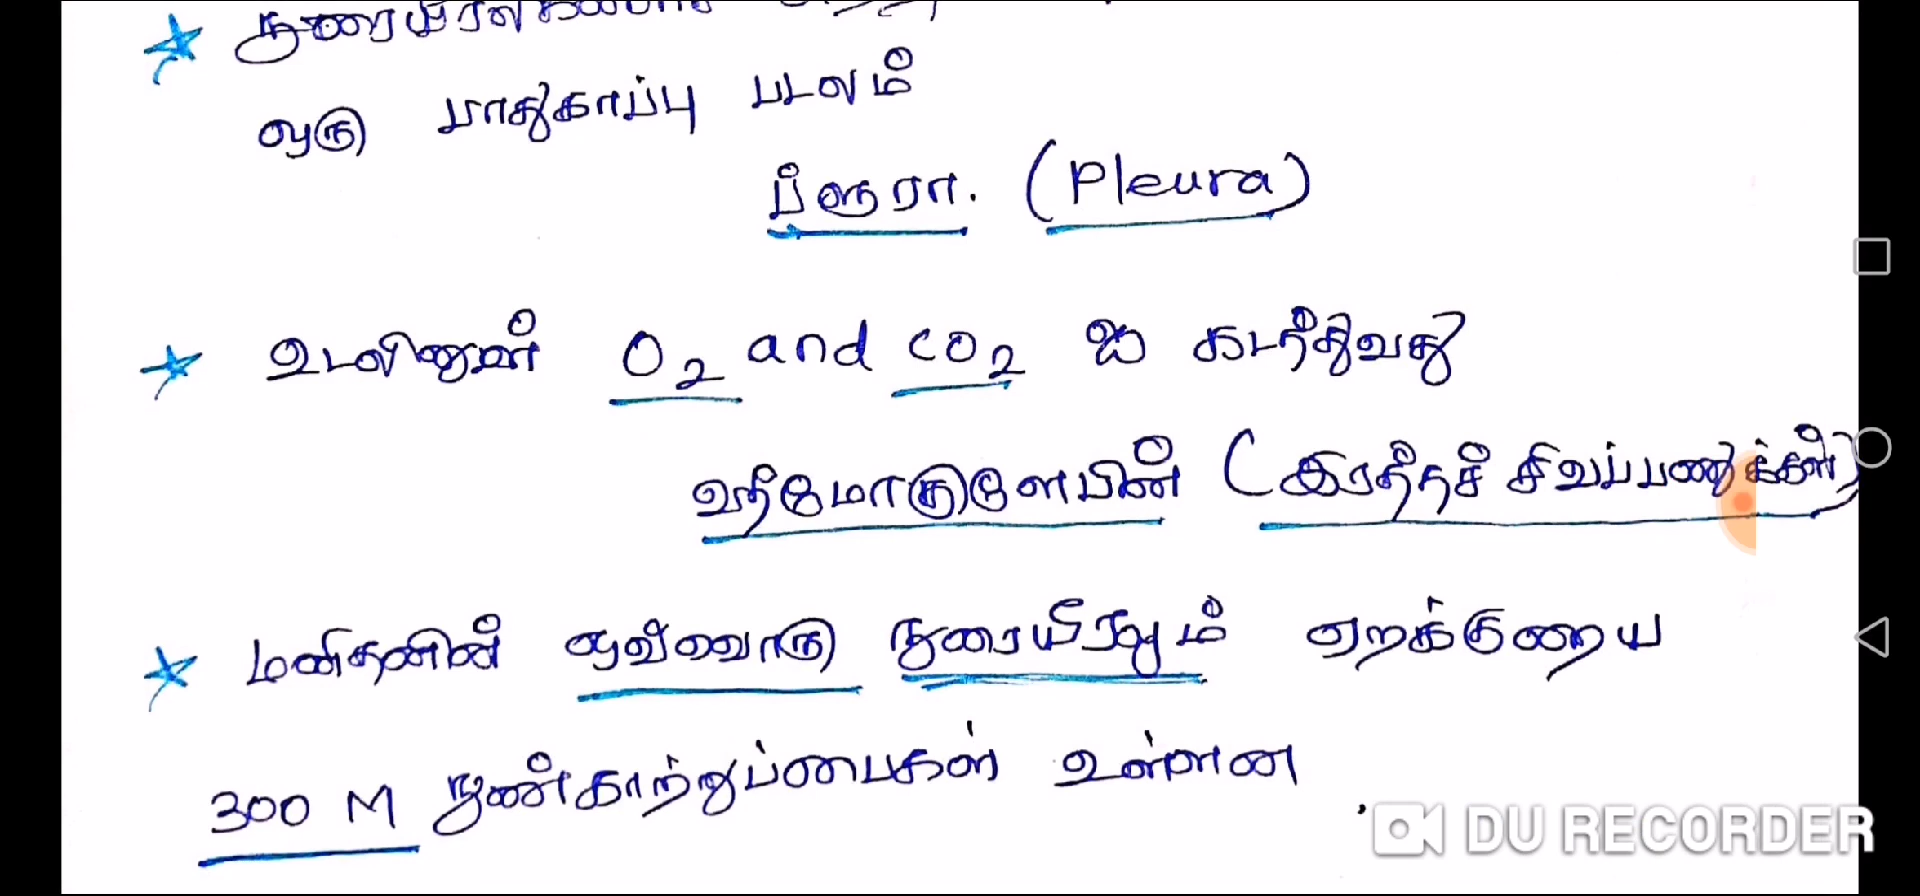 ஒரு பாதுகாப்பு படலம்
ப்ளூரா. (Pleura)
உடலினுள் O₂ and CO₂ ஐ கடத்துவது
ஹீமோகுளோபின் (இரத்தச் சிவப்பணுக்கள்)
மனிதனின் ஒவ்வொரு நுரையீரலும் ஏறக்குறைய
300 M நுண்காற்றுப்பைகள் உள்ளன
DU RECORDER